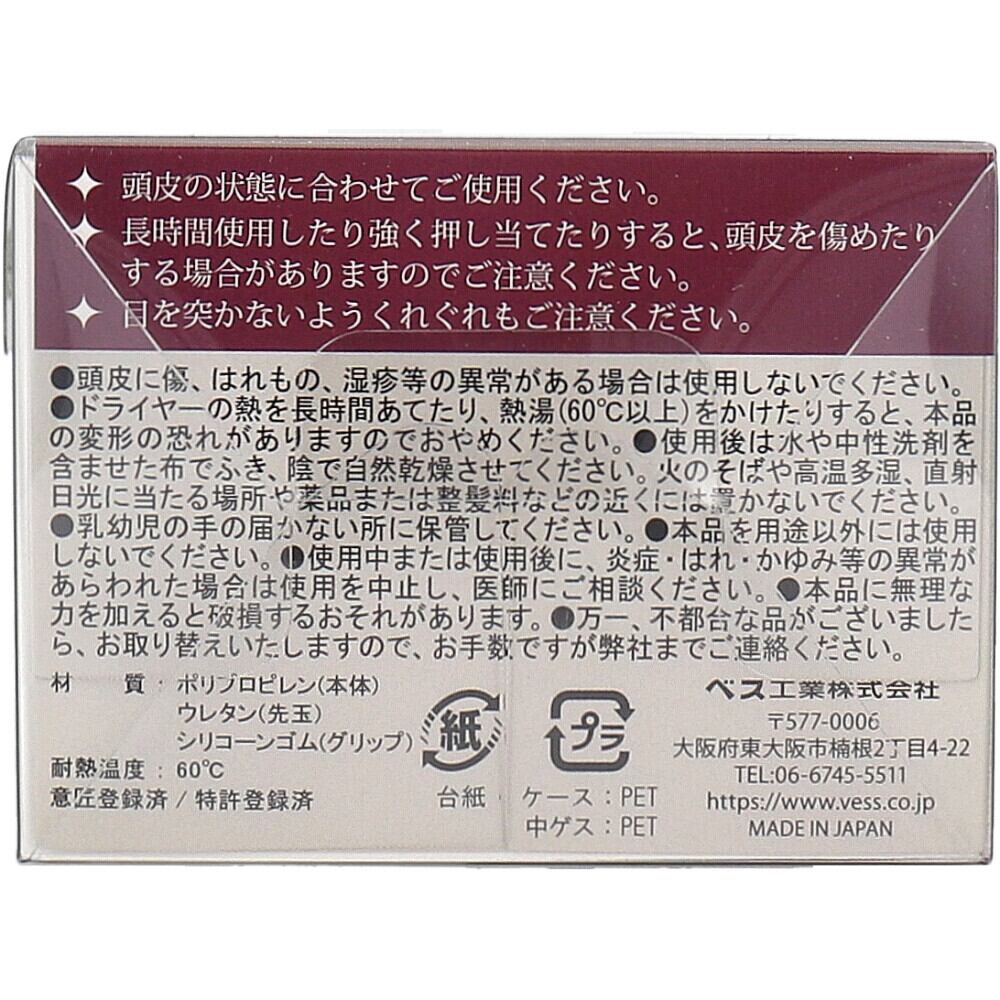 頭皮の状態に合わせてご使用ください。
長時間使用したり強く押し当てたりすると、頭皮を傷めたり
する場合がありますのでご注意ください。
目を突かないようくれぐれもご注意ください。
●頭皮に傷、はれもの、湿疹等の異常がある場合は使用しないでください。
●ドライヤーの熱を長時間あてたり、熱湯(60℃以上)をかけたりすると、本品
の変形の恐れがありますのでおやめください。●使用後は水や中性洗剤を
含ませた布でふき、陰で自然乾燥させてください。火のそばや高温多湿、直射
日光に当たる場所や薬品または整髪料などの近くには置かないでください。
●乳幼児の手の届かない所に保管してください。●本品を用途以外には使用
しないでください。●使用中または使用後に、炎症・はれ・かゆみ等の異常が
あらわれた場合は使用を中止し、医師にご相談ください。●本品に無理な
力を加えると破損するおそれがあります。●万一、不都合な品がございました
ら、お取り替えいたしますので、お手数ですが弊社までご連絡ください。
材　質：ポリプロピレン(本体)
ウレタン(先玉)
シリコーンゴム(グリップ)
耐熱温度：60℃
意匠登録済 / 特許登録済
紙
台紙
プラ
ケース：PET
中ゲス：PET
ベス工業株式会社
〒577-0006
大阪府東大阪市楠根2丁目4-22
TEL:06-6745-5511
https://www.vess.co.jp
MADE IN JAPAN